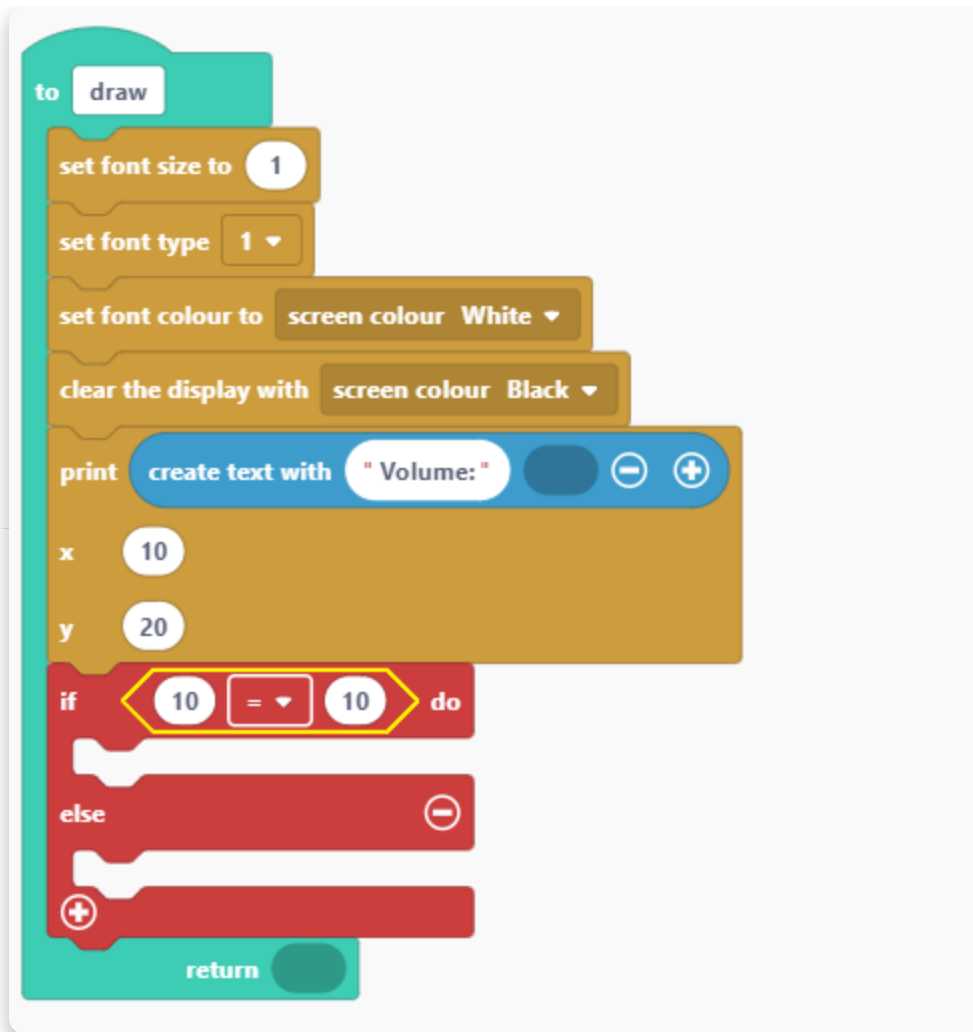 to draw
set font size to 1
set font type 1
set font colour to screen colour White
clear the display with screen colour Black
print create text with " Volume: "
x 10
y 20
if 10 = 10 do
else
return